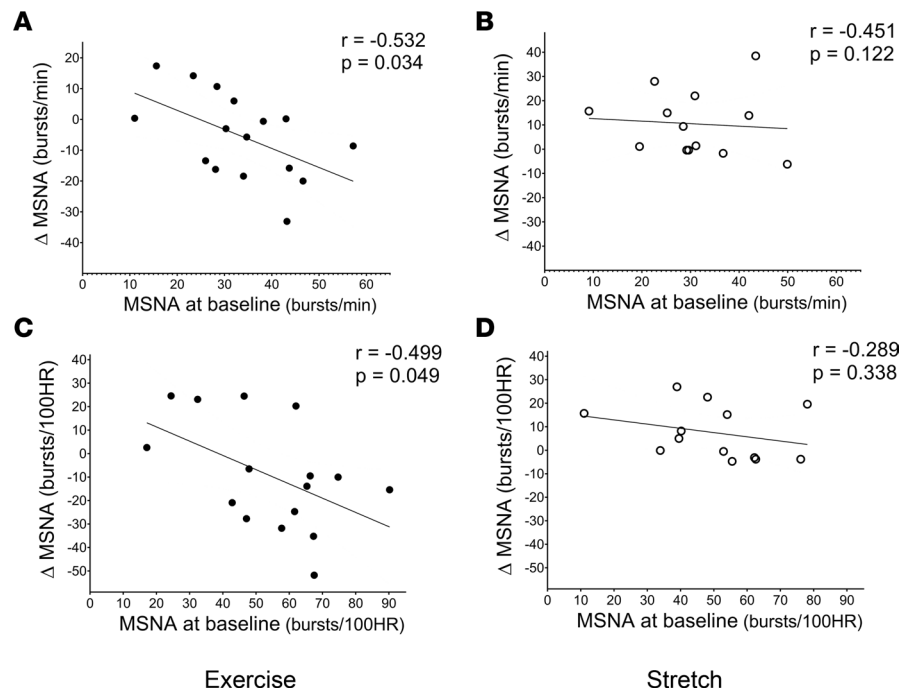 A
r = -0.532
p = 0.034
Δ MSNA (bursts/min)
20
10
0
-10
-20
-30
-40
0 10 20 30 40 50 60
MSNA at baseline (bursts/min)
B
r = -0.451
p = 0.122
Δ MSNA (bursts/min)
40
30
20
10
0
-10
-20
-30
-40
0 10 20 30 40 50 60
MSNA at baseline (bursts/min)
C
r = -0.499
p = 0.049
Δ MSNA (bursts/100HR)
40
30
20
10
0
-10
-20
-30
-40
-50
0 10 20 30 40 50 60 70 80 90
MSNA at baseline (bursts/100HR)
D
r = -0.289
p = 0.338
Δ MSNA (bursts/100HR)
40
30
20
10
0
-10
-20
-30
-40
-50
0 10 20 30 40 50 60 70 80 90
MSNA at baseline (bursts/100HR)
Exercise
Stretch